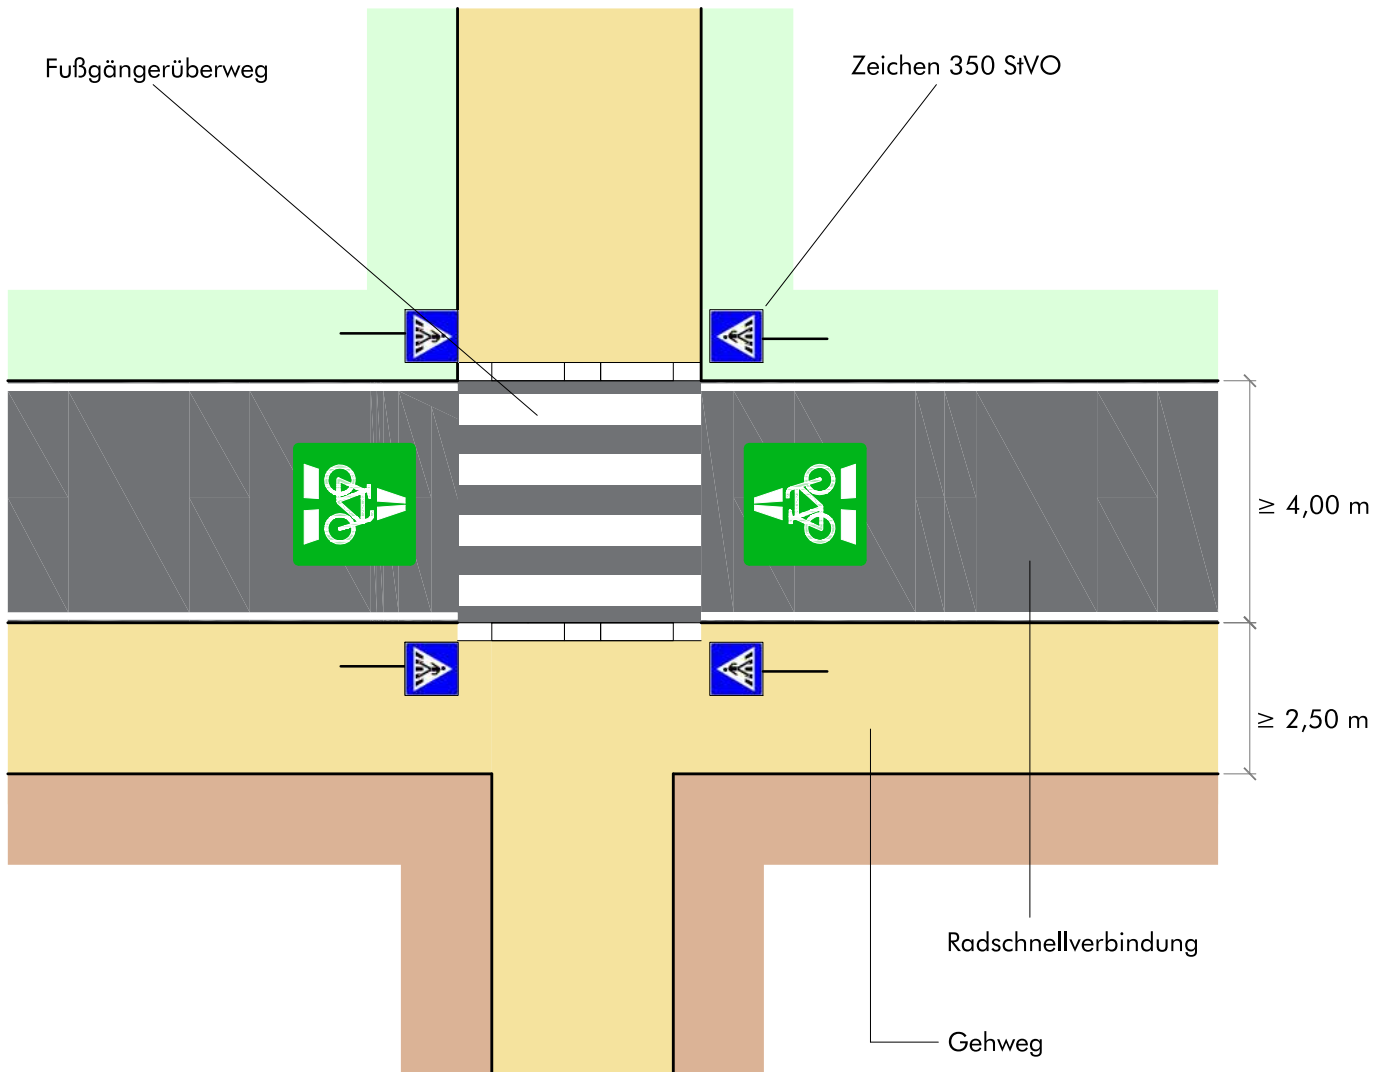 Fußgängerüberweg
Zeichen 350 StVO
≥ 4,00 m
≥ 2,50 m
Radschnellverbindung
Gehweg